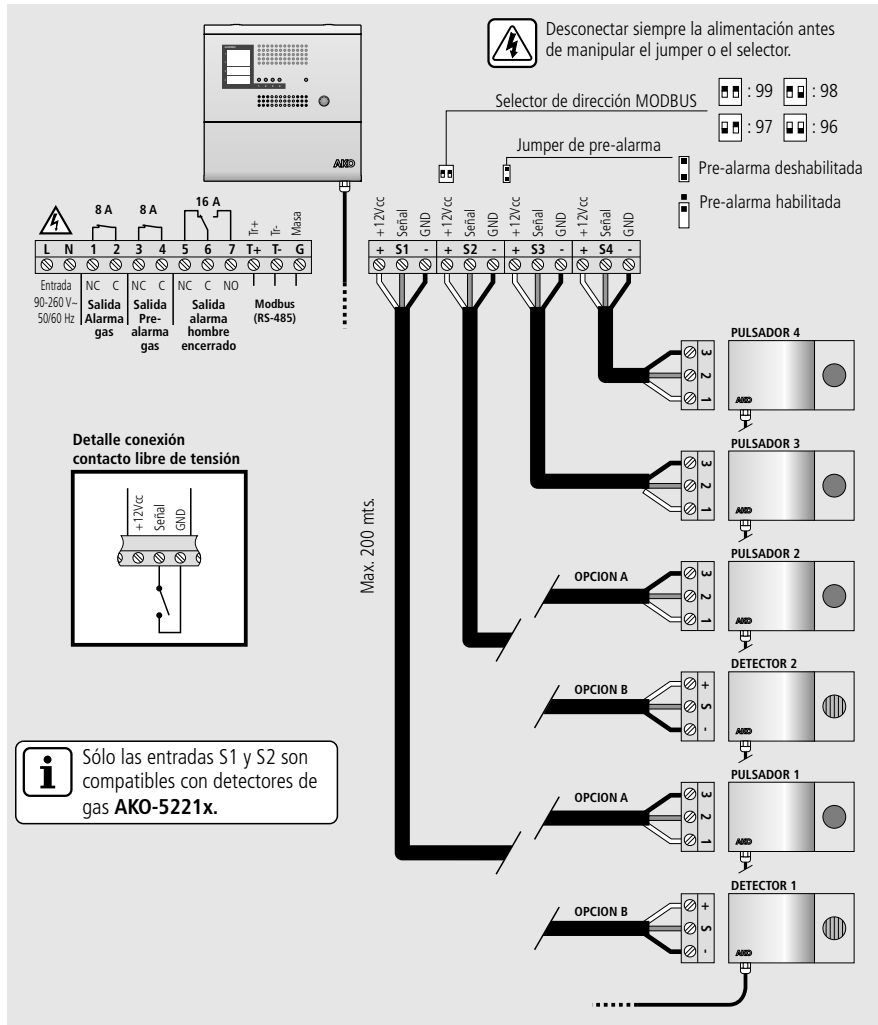 Desconectar siempre la alimentación antes
de manipular el jumper o el selector.
Selector de dirección MODBUS
: 99 : 98
: 97 : 96
Jumper de pre-alarma
Pre-alarma deshabilitada
Pre-alarma habilitada
AKO
8 A 8 A 16 A
Tr+ Tr- Masa
L N 1 2 3 4 5 6 7 T+ T- G
Entrada
90-260 V~
50/60 Hz
NC C NC C NC C NO
Salida
Alarma
gas
Salida
Pre-
alarma
gas
Salida
alarma
hombre
encerrado
Modbus
(RS-485)
+12Vcc Señal GND +12Vcc Señal GND +12Vcc Señal GND +12Vcc Señal GND
+ S1 - + S2 - + S3 - + S4 -
Detalle conexión
contacto libre de tensión
+12Vcc Señal GND
Max. 200 mts.
PULSADOR 4
3
2
1
AKO
PULSADOR 3
3
2
1
AKO
PULSADOR 2
OPCION A
3
2
1
AKO
DETECTOR 2
OPCION B
+
S
-
AKO
Sólo las entradas S1 y S2 son
compatibles con detectores de
gas AKO-5221x.
PULSADOR 1
OPCION A
3
2
1
AKO
DETECTOR 1
OPCION B
+
S
-
AKO